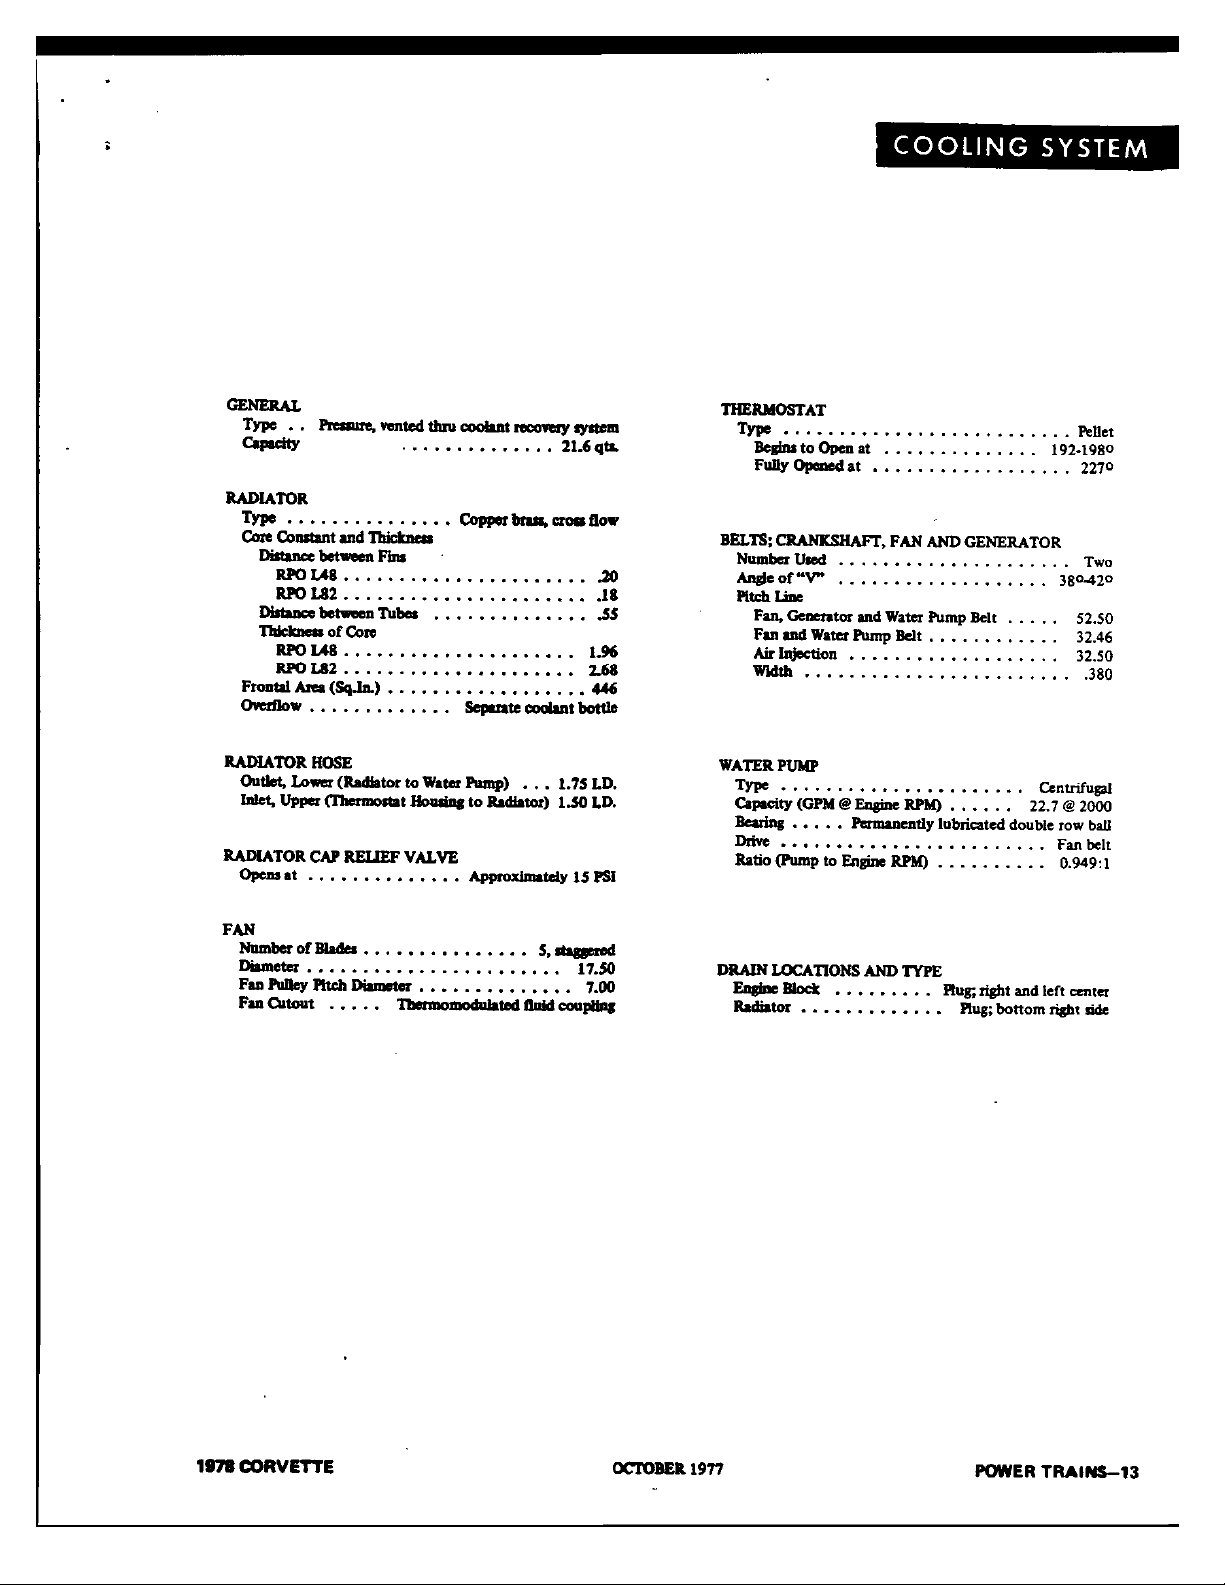 COOLING SYSTEM
GENERAL
Type . . Pressure, vented thru coolant recovery system
Capacity . . . . . . . . . . . . . . 21.6 qts.
RADIATOR
Type . . . . . . . . . . . . . . . Copper brass, cross flow
Core Constant and Thickness
Distance between Fins
RPO L48 . . . . . . . . . . . . . . . . . . . . . . .20
RPO L82 . . . . . . . . . . . . . . . . . . . . . . .18
Distance between Tubes . . . . . . . . . . . . . . .55
Thickness of Core
RPO L48 . . . . . . . . . . . . . . . . . . . . . 1.96
RPO L82 . . . . . . . . . . . . . . . . . . . . . 2.68
Frontal Area (Sq.In.) . . . . . . . . . . . . . . . . . . 446
Overflow . . . . . . . . . . . . . Separate coolant bottle
RADIATOR HOSE
Outlet, Lower (Radiator to Water Pump) . . . 1.75 I.D.
Inlet, Upper (Thermostat Housing to Radiator) 1.50 I.D.
RADIATOR CAP RELIEF VALVE
Opens at . . . . . . . . . . . . . . Approximately 15 PSI
FAN
Number of Blades . . . . . . . . . . . . . . . 5, staggered
Diameter . . . . . . . . . . . . . . . . . . . . . . . 17.50
Fan Pulley Pitch Diameter . . . . . . . . . . . . . . 7.00
Fan Cutout . . . . . Thermomodulated fluid coupling
THERMOSTAT
Type . . . . . . . . . . . . . . . . . . . . . . . . . . Pellet
Begins to Open at . . . . . . . . . . . . . . 192-198°
Fully Opened at . . . . . . . . . . . . . . . . . . 227°
BELTS; CRANKSHAFT, FAN AND GENERATOR
Number Used . . . . . . . . . . . . . . . . . . . . . Two
Angle of "V" . . . . . . . . . . . . . . . . . . . 38°-42°
Pitch Line
Fan, Generator and Water Pump Belt . . . . . 52.50
Fan and Water Pump Belt . . . . . . . . . . . . 32.46
Air Injection . . . . . . . . . . . . . . . . . . . 32.50
Width . . . . . . . . . . . . . . . . . . . . . . . . .380
WATER PUMP
Type . . . . . . . . . . . . . . . . . . . . . . Centrifugal
Capacity (GPM @ Engine RPM) . . . . . . 22.7 @ 2000
Bearing . . . . . Permanently lubricated double row ball
Drive . . . . . . . . . . . . . . . . . . . . . . . . Fan belt
Ratio (Pump to Engine RPM) . . . . . . . . . . 0.949:1
DRAIN LOCATIONS AND TYPE
Engine Block . . . . . . . . . Plug; right and left center
Radiator . . . . . . . . . . . . . Plug; bottom right side
1978 CORVETTE
OCTOBER 1977
POWER TRAINS–13